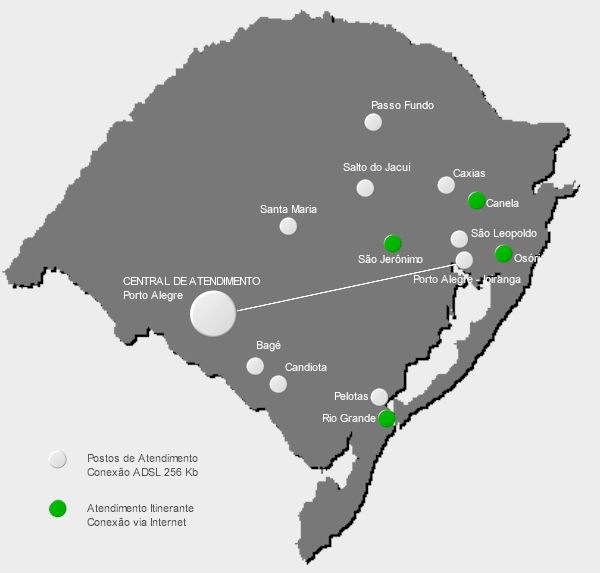 Passo Fundo
Salto do Jacuí
Caxias
Canela
Santa Maria
São Leopoldo
São Jerônimo
Osóri
CENTRAL DE ATENDIMENTO
Porto Alegre
Porto Alegre - Ipiranga
Bagé
Candiota
Pelotas
Rio Grande
Postos de Atendimento
Conexão ADSL 256 Kb
Atendimento Itinerante
Conexão via Internet